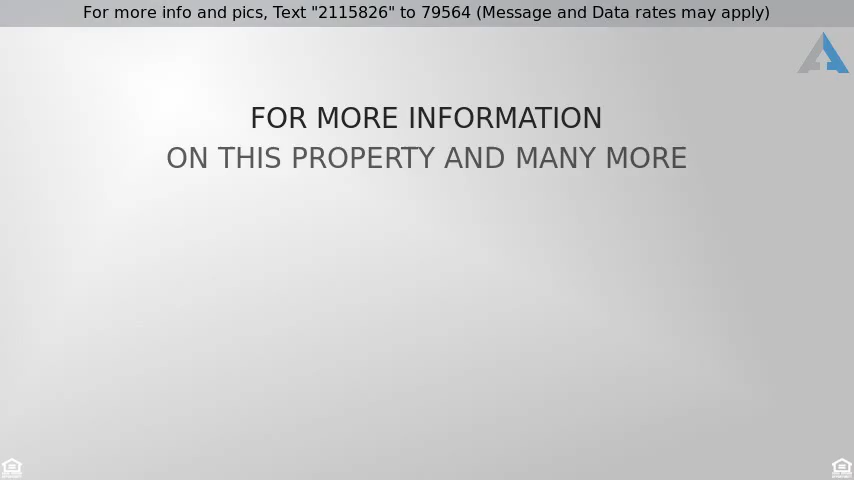 For more info and pics, Text "2115826" to 79564 (Message and Data rates may apply)
FOR MORE INFORMATION
ON THIS PROPERTY AND MANY MORE